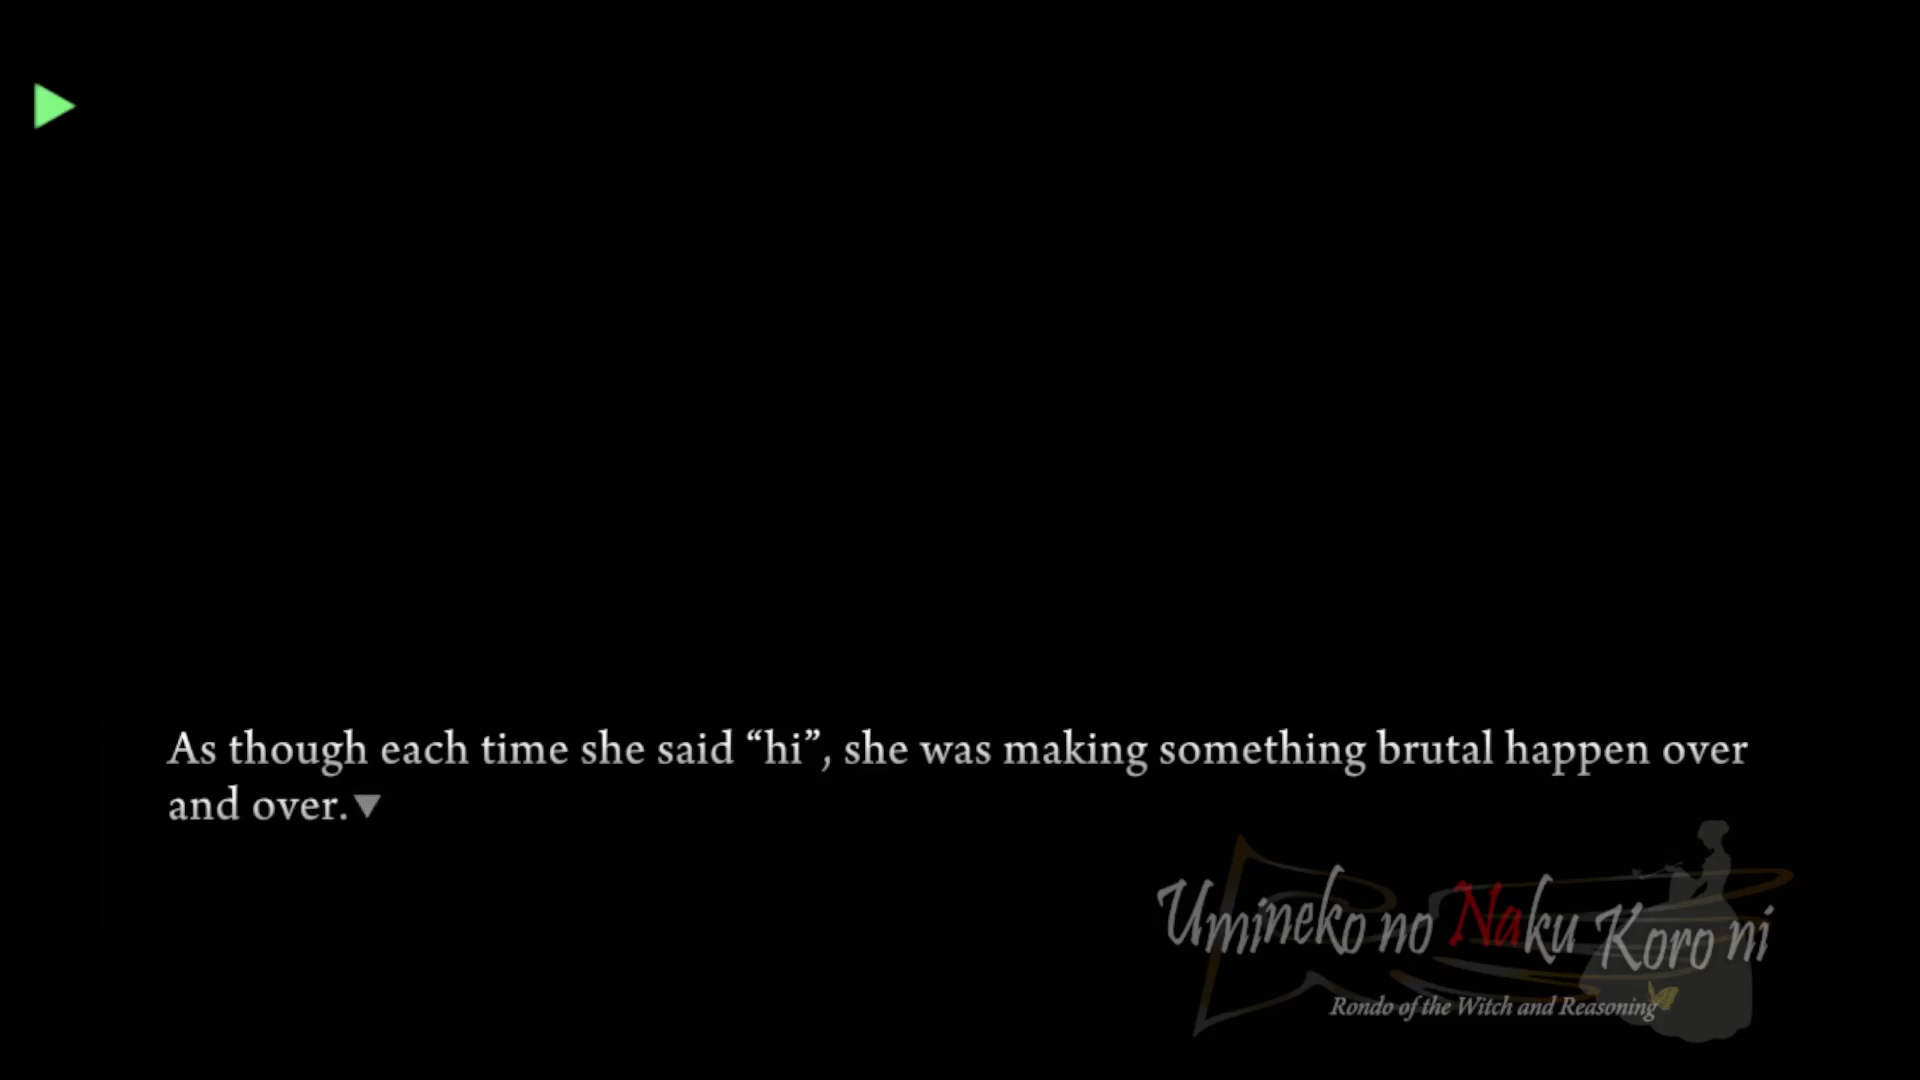 As though each time she said “hi”, she was making something brutal happen over
and over.
Umineko no Naku Koro ni
Rondo of the Witch and Reasoning